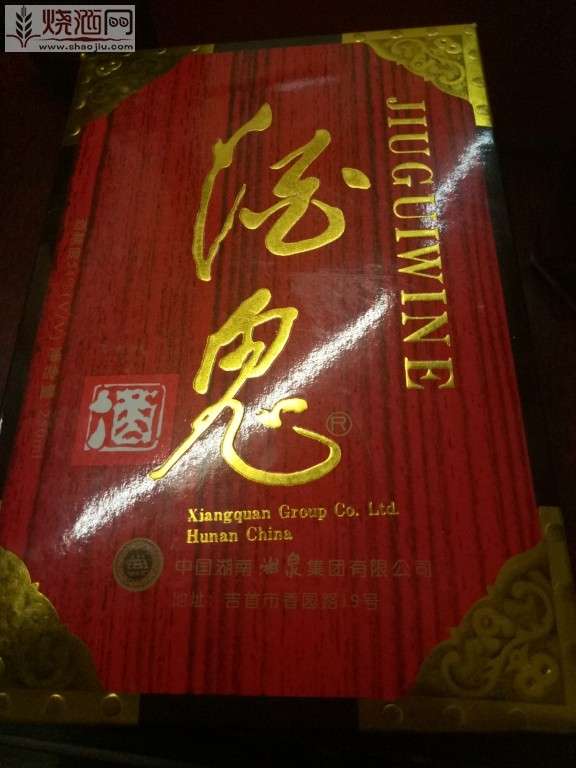 烧酒网
www.shaojiu.com
JIUGUIWINE
酒鬼
酒
®
Xiangquan Group Co. Ltd.
Hunan China
中国湖南湘泉集团有限公司
地址：吉首市香园路19号